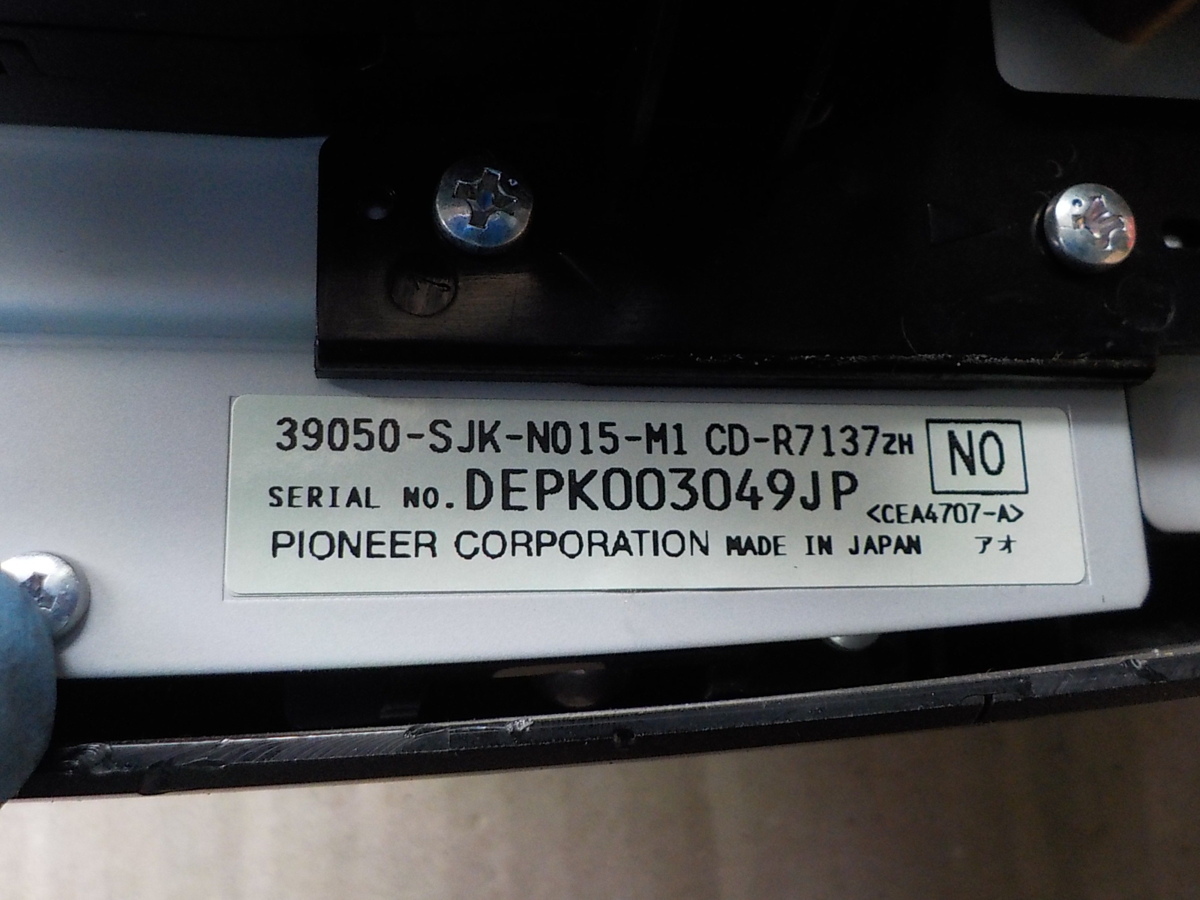 39050-SJK-N015-M1 CD-R7137ZH NO
SERIAL NO. DEPK003049JP <CEA4707-A>
PIONEER CORPORATION MADE IN JAPAN アオ